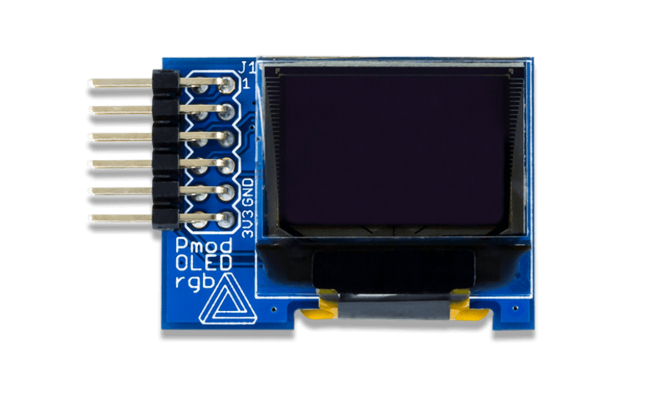 J1
1
GND
3V3
Pmod
OLED
rgb